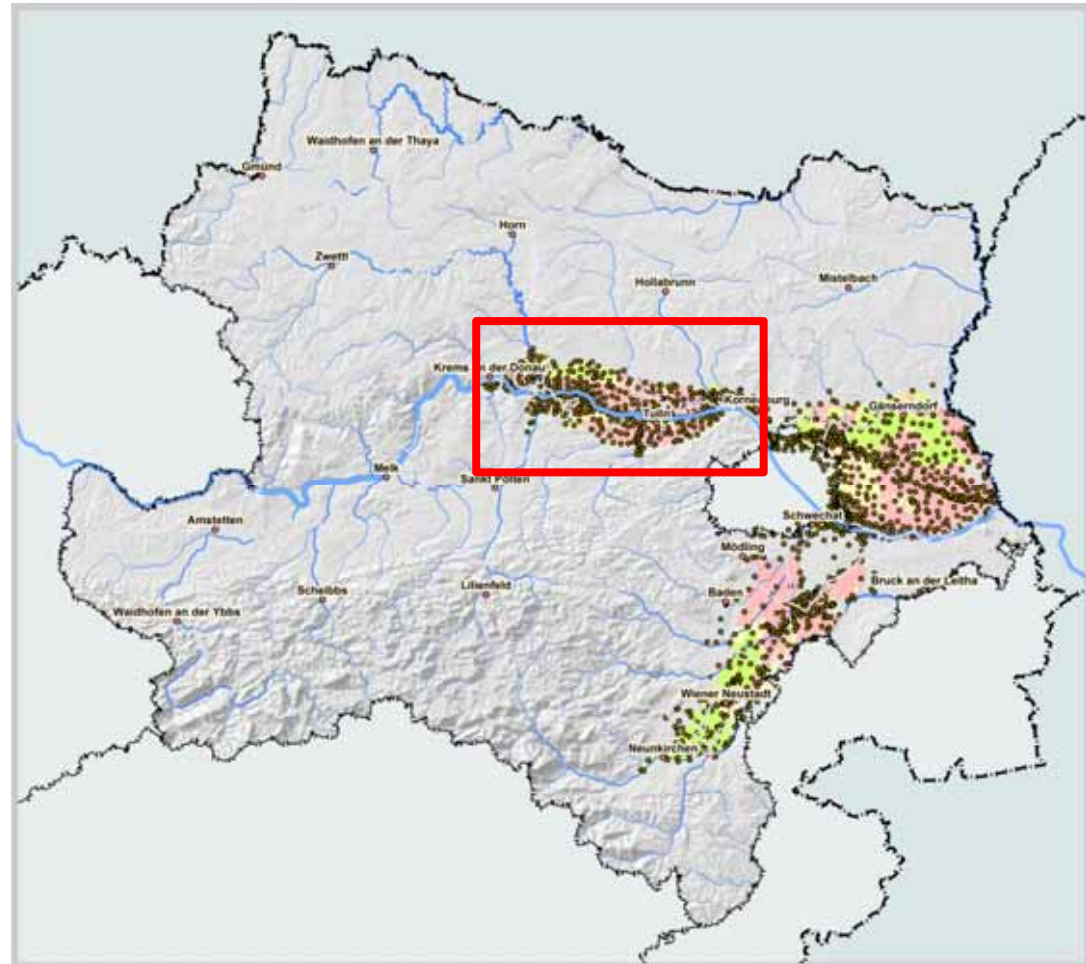 Waidhofen an der Thaya
Gmünd
Horn
Zwettl
Hollabrunn
Mistelbach
Krems an der Donau
Korneuburg
Gänserndorf
Tulln
Melk
Sankt Pölten
Schwechat
Amstetten
Mödling
Bruck an der Leitha
Scheibbs
Lilienfeld
Baden
Waidhofen an der Ybbs
Wiener Neustadt
Neunkirchen